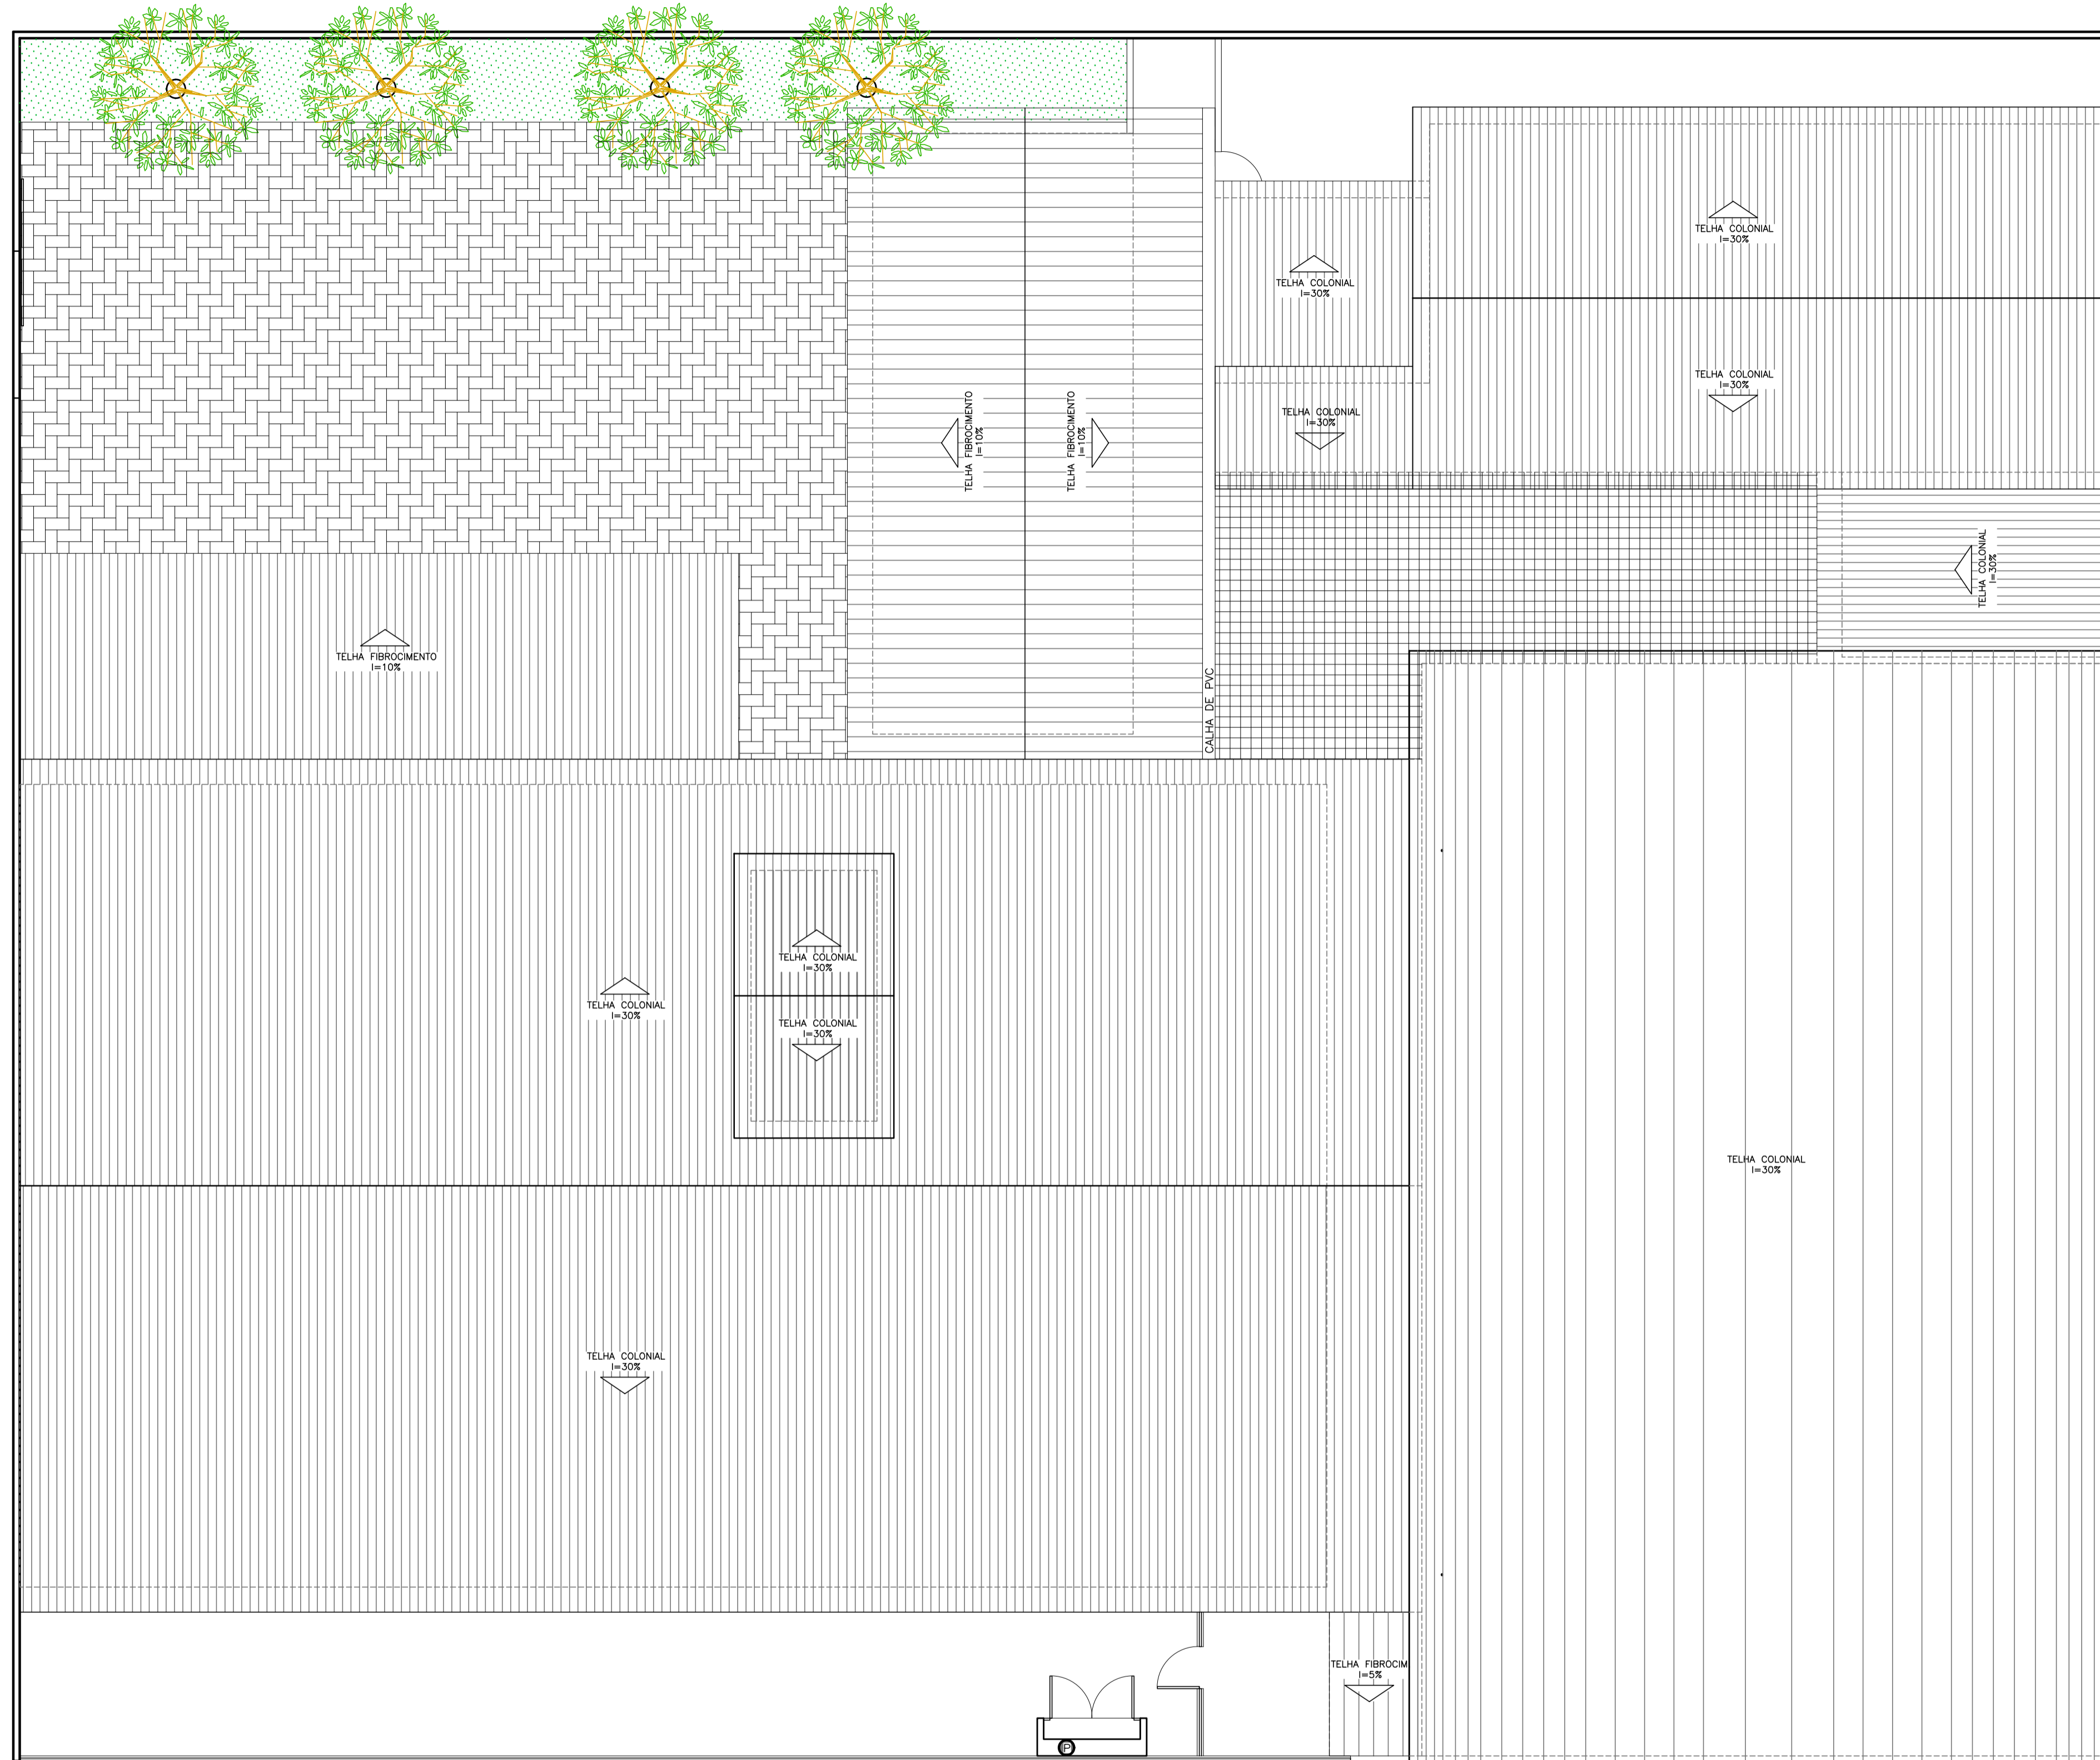 TELHA COLONIAL
I=30%
TELHA COLONIAL
I=30%
TELHA COLONIAL
I=30%
TELHA COLONIAL
I=30%
TELHA FIBROCIMENTO
I=10%
TELHA FIBROCIMENTO
I=10%
TELHA COLONIAL
I=30%
TELHA FIBROCIMENTO
I=10%
CALHA DE PVC
TELHA COLONIAL
I=30%
TELHA COLONIAL
I=30%
TELHA COLONIAL
I=30%
TELHA COLONIAL
I=30%
TELHA COLONIAL
I=30%
TELHA FIBROCIM
I=5%
P